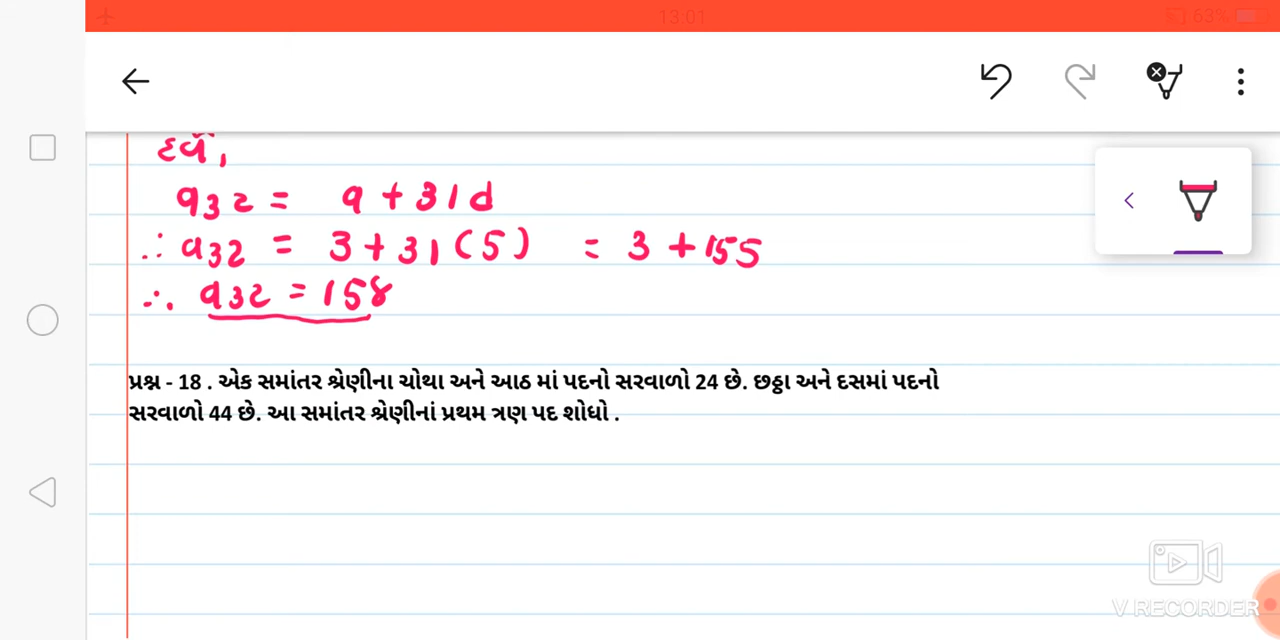 13:01
63%
હવે,
a32 = a + 31d
∴ a32 = 3 + 31 (5) = 3 + 155
∴ a32 = 158
પ્રશ્ન - 18 . એક સમાંતર શ્રેણીના ચોથા અને આઠ માં પદનો સરવાળો 24 છે. છઠ્ઠા અને દસમાં પદનો
સરવાળો 44 છે. આ સમાંતર શ્રેણીનાં પ્રથમ ત્રણ પદ શોધો .
V RECORDER